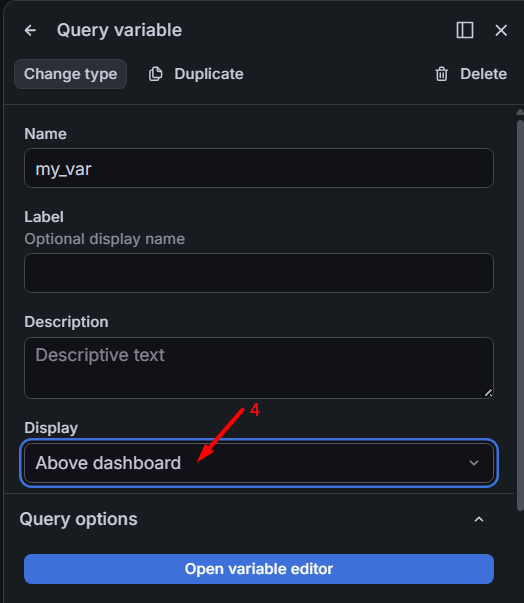 Query variable
Change type Duplicate Delete
Name
my_var
Label
Optional display name
Description
Descriptive text
4
Display
Above dashboard
Query options
Open variable editor